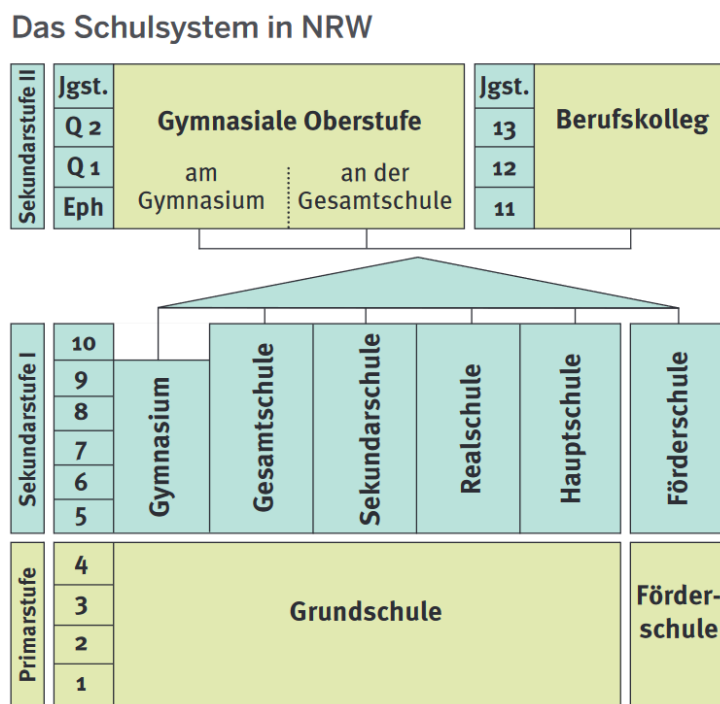 Das Schulsystem in NRW
Sekundarstufe II
Jgst.
Q 2
Q 1
Eph
Gymnasiale Oberstufe
am
Gymnasium
an der
Gesamtschule
Jgst.
13
12
11
Berufskolleg
Sekundarstufe I
10
9
8
7
6
5
Gymnasium
Gesamtschule
Sekundarschule
Realschule
Hauptschule
Förderschule
Primarstufe
4
3
2
1
Grundschule
Förder-
schule